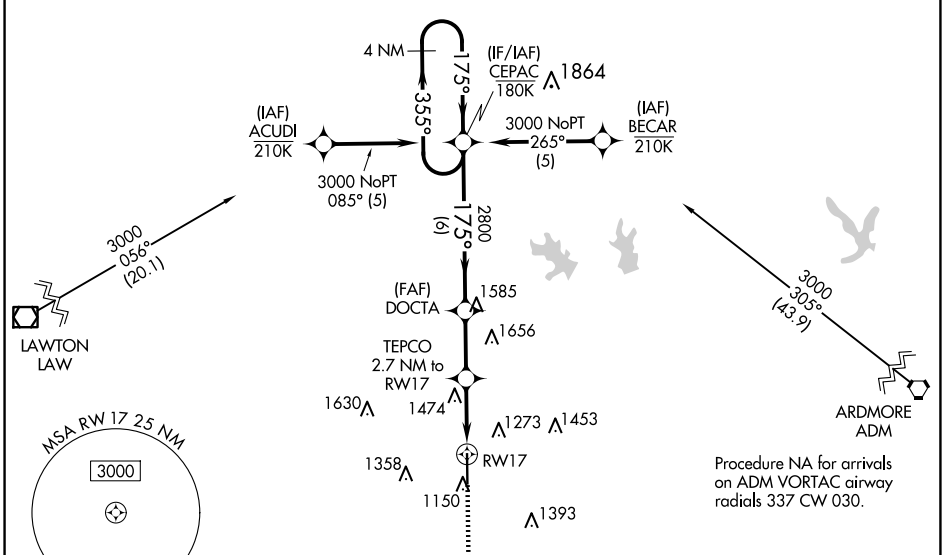 4 NM
175°
355°
(IF/IAF)
CEPAC
180K
1864
(IAF)
ACUDI
210K
3000 NoPT
085° (5)
3000 NoPT
265°
(5)
(IAF)
BECAR
210K
2800
175°
(6)
3000
056°
(20.1)
LAWTON
LAW
3000
305°
(43.9)
ARDMORE
ADM
(FAF)
DOCTA
1585
1656
TEPCO
2.7 NM to
RW17
1630
1474
1273
1453
RW17
1358
1150
1393
MSA RW 17 25 NM
3000
Procedure NA for arrivals
on ADM VORTAC airway
radials 337 CW 030.